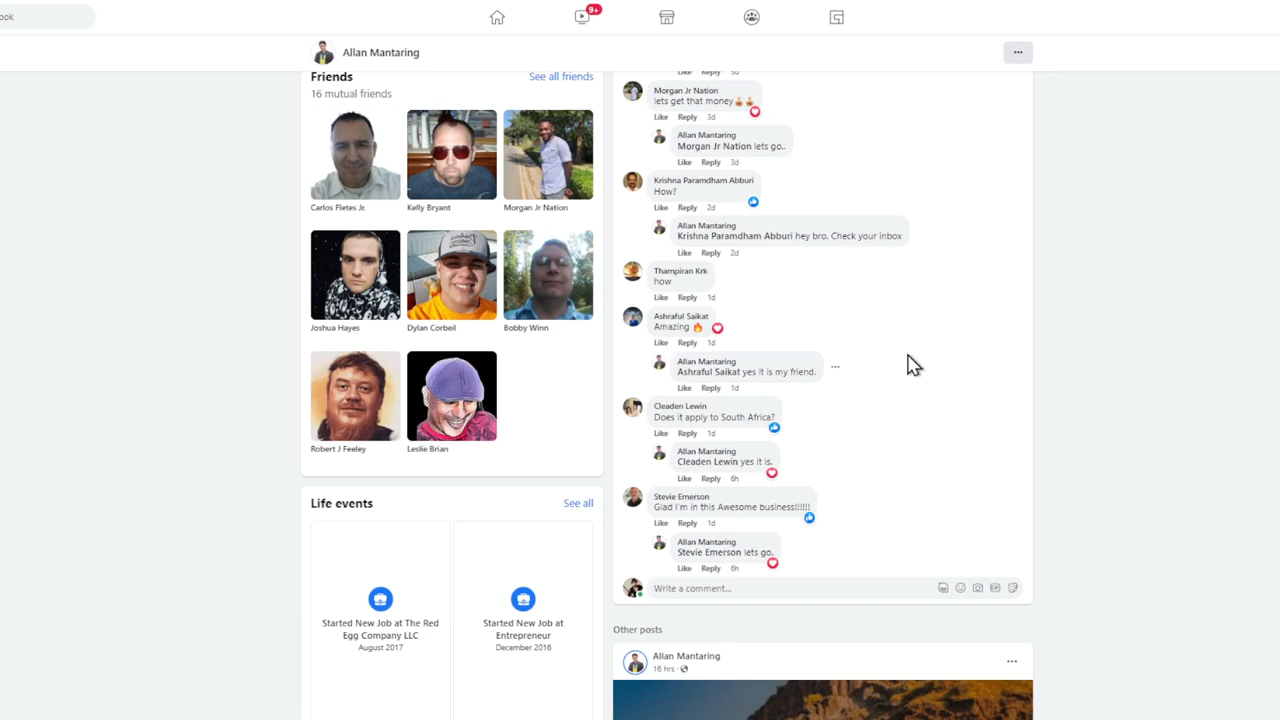 ook
9+
Allan Mantaring
Friends
See all friends
16 mutual friends
Carlos Fletes Jr.
Kelly Bryant
Morgan Jr Nation
Joshua Hayes
Dylan Corbeil
Bobby Winn
Robert J Feeley
Leslie Brian
Life events
See all
Started New Job at The Red
Egg Company LLC
August 2017
Started New Job at
Entrepreneur
December 2016
Like Reply 3d
Morgan Jr Nation
lets get that money💰💰
Like Reply 3d
Allan Mantaring
Morgan Jr Nation lets go..
Like Reply 3d
Krishna Paramdham Abburi
How?
Like Reply 2d
Allan Mantaring
Krishna Paramdham Abburi hey bro. Check your inbox
Like Reply 2d
Thampiran Krk
how
Like Reply 1d
Ashraful Saikat
Amazing 🔥
Like Reply 1d
Allan Mantaring
Ashraful Saikat yes it is my friend.
Like Reply 1d
Cleaden Lewin
Does it apply to South Africa?
Like Reply 1d
Allan Mantaring
Cleaden Lewin yes it is.
Like Reply 6h
Stevie Emerson
Glad I'm in this Awesome business!!!!!!
Like Reply 1d
Allan Mantaring
Stevie Emerson lets go.
Like Reply 6h
Write a comment...
Other posts
Allan Mantaring
16 hrs ·